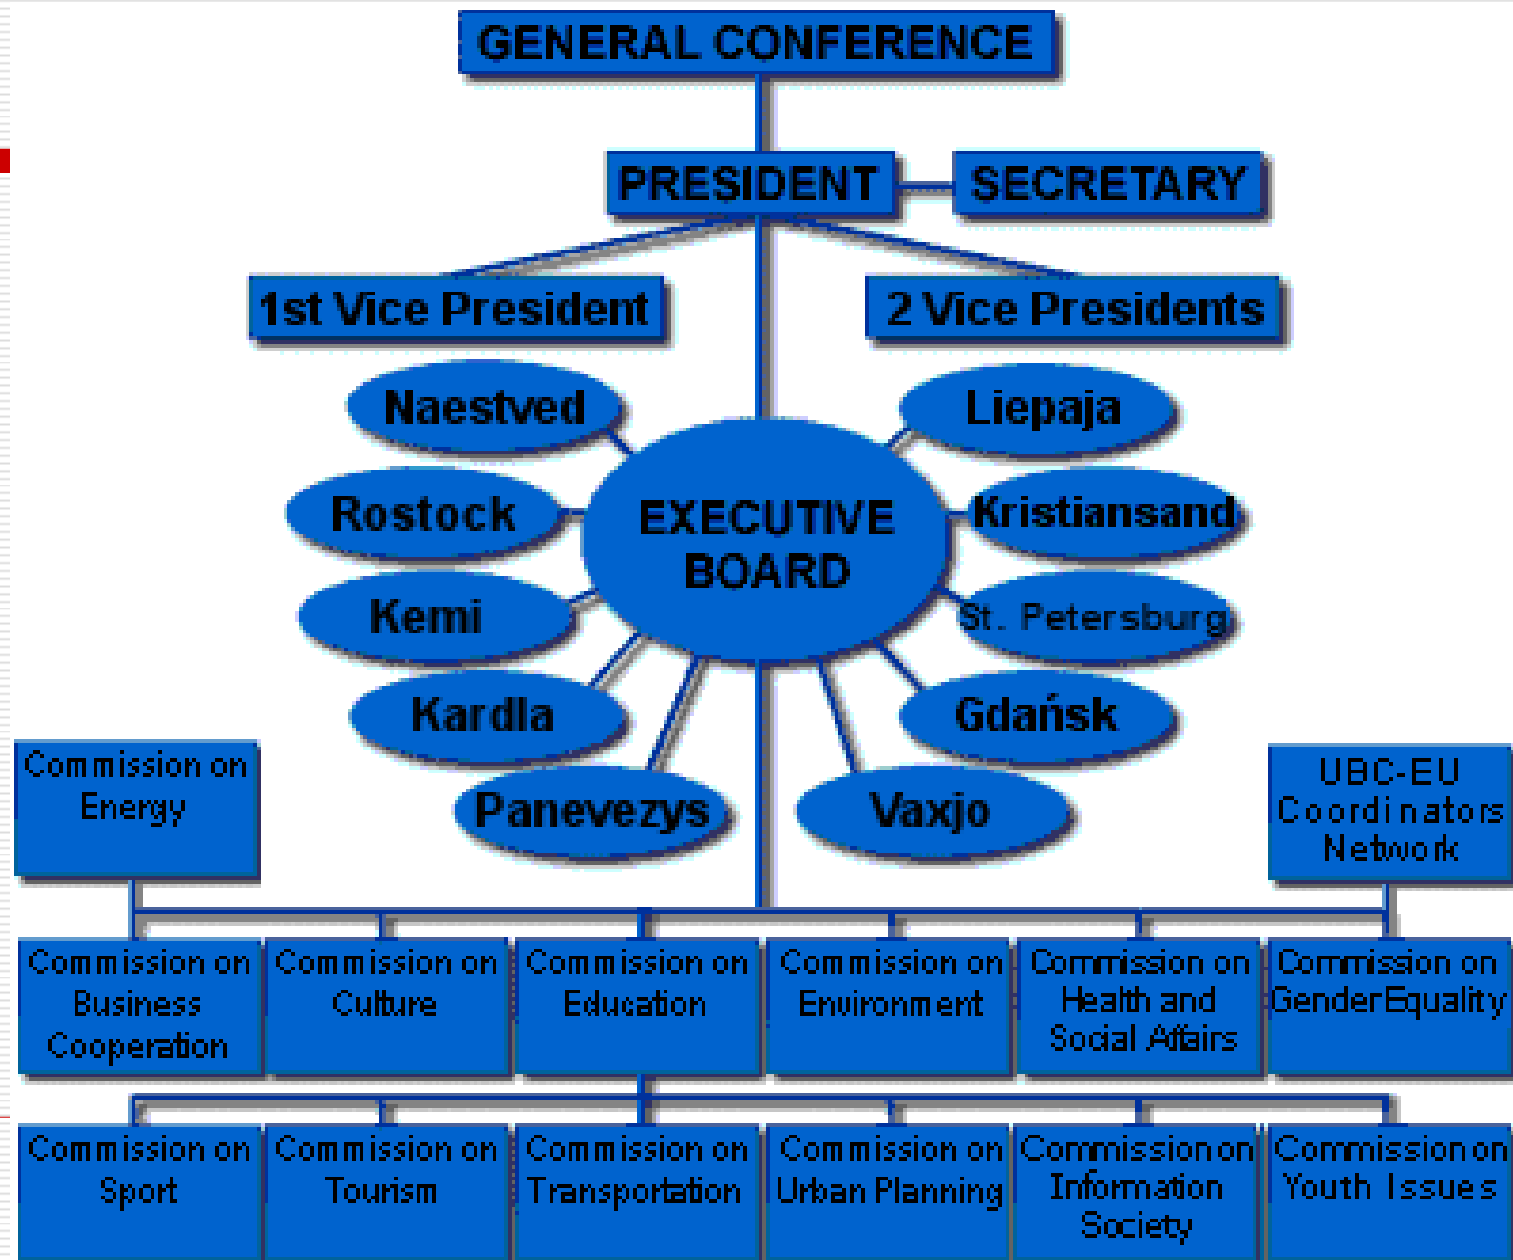 GENERAL CONFERENCE
PRESIDENT
SECRETARY
1st Vice President
2 Vice Presidents
Naestved
Liepaja
Rostock
EXECUTIVE
BOARD
Kristiansand
Kemi
St. Petersburg
Kardla
Gdańsk
Panevezys
Vaxjo
Commission on
Energy
UBC-EU
Coordinators
Network
Commission on
Business
Cooperation
Commission on
Culture
Commission on
Education
Commission on
Environment
Commission on
Health and
Social Affairs
Commission on
Gender Equality
Commission on
Sport
Commission on
Tourism
Commission on
Transportation
Commission on
Urban Planning
Commission on
Information
Society
Commission on
Youth Issues